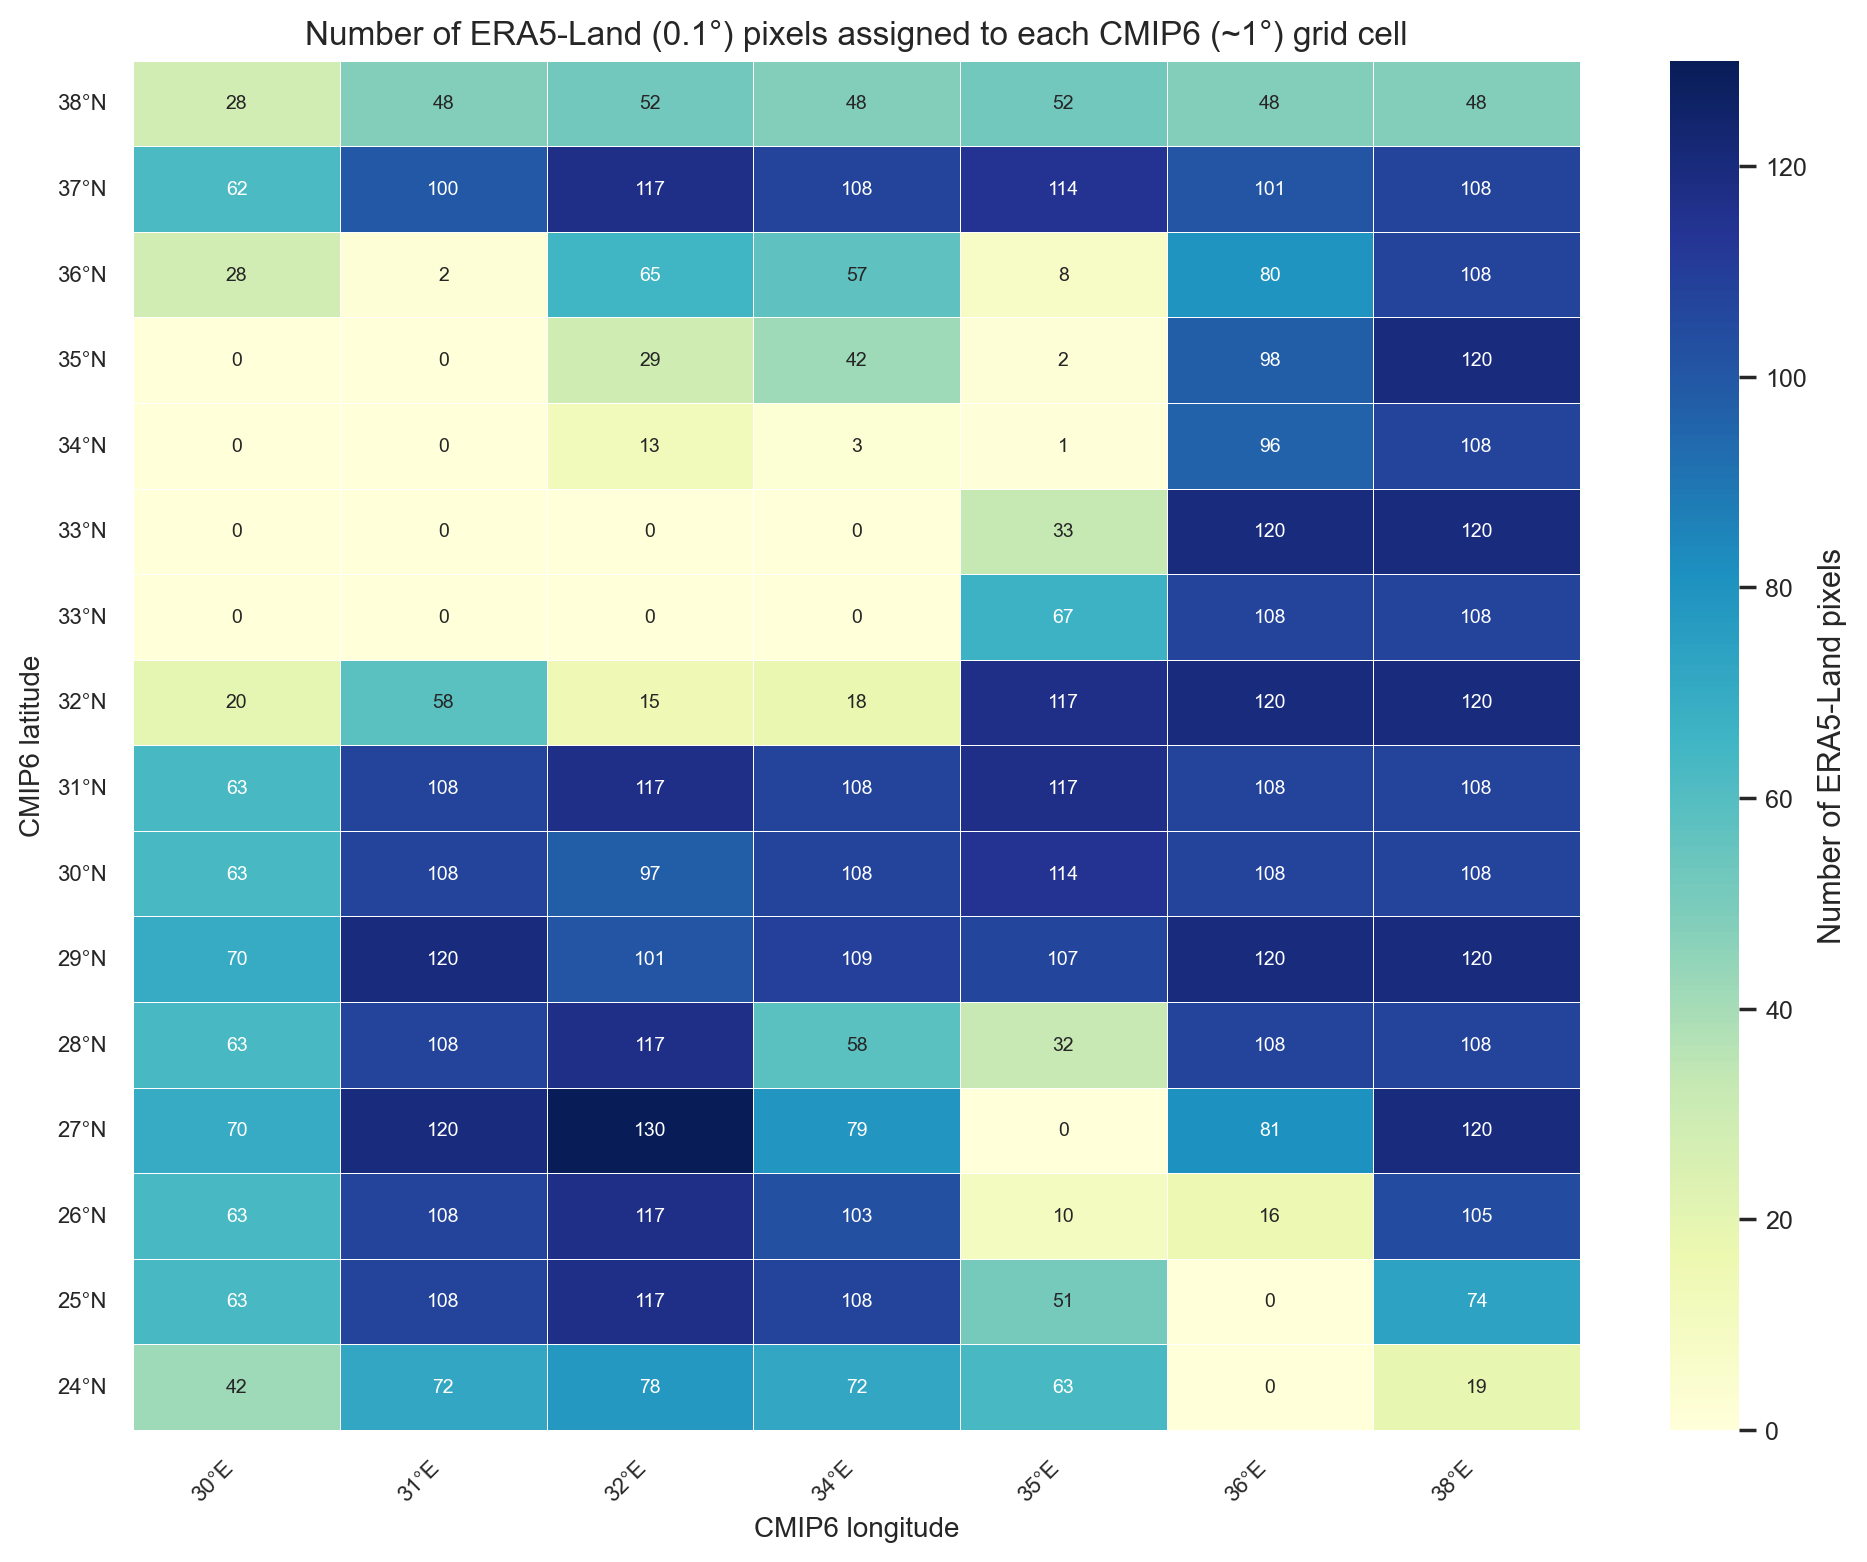 Number of ERA5-Land (0.1°) pixels assigned to each CMIP6 (~1°) grid cell
38°N 28 48 52 48 52 48 48
37°N 62 100 117 108 114 101 108
36°N 28 2 65 57 8 80 108
35°N 0 0 29 42 2 98 120
34°N 0 0 13 3 1 96 108
33°N 0 0 0 0 33 120 120
33°N 0 0 0 0 67 108 108
32°N 20 58 15 18 117 120 120
31°N 63 108 117 108 117 108 108
30°N 63 108 97 108 114 108 108
29°N 70 120 101 109 107 120 120
28°N 63 108 117 58 32 108 108
27°N 70 120 130 79 0 81 120
26°N 63 108 117 103 10 16 105
25°N 63 108 117 108 51 0 74
24°N 42 72 78 72 63 0 19
30°E 31°E 32°E 34°E 35°E 36°E 38°E
CMIP6 longitude
CMIP6 latitude
120
100
80
60
40
20
0
Number of ERA5-Land pixels